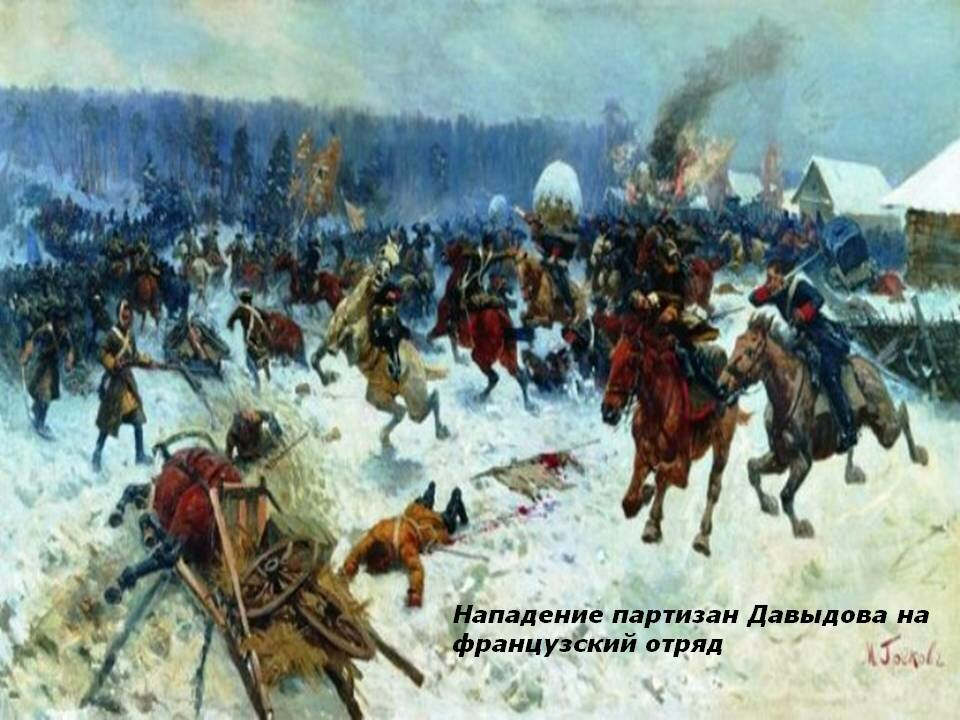 Нападение партизан Давыдова на
французский отряд